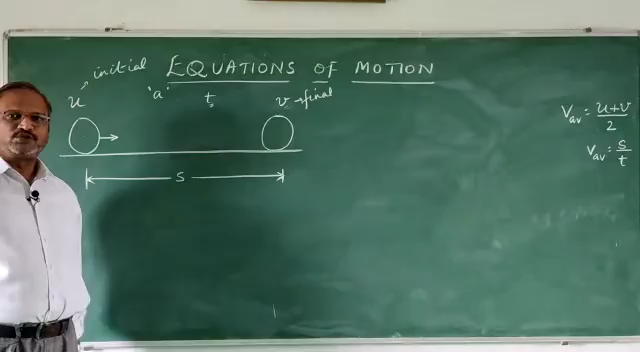 EQUATIONS OF MOTION
initial
'a'
u
t
v → final
s
Vav = u+v/2
Vav = s/t